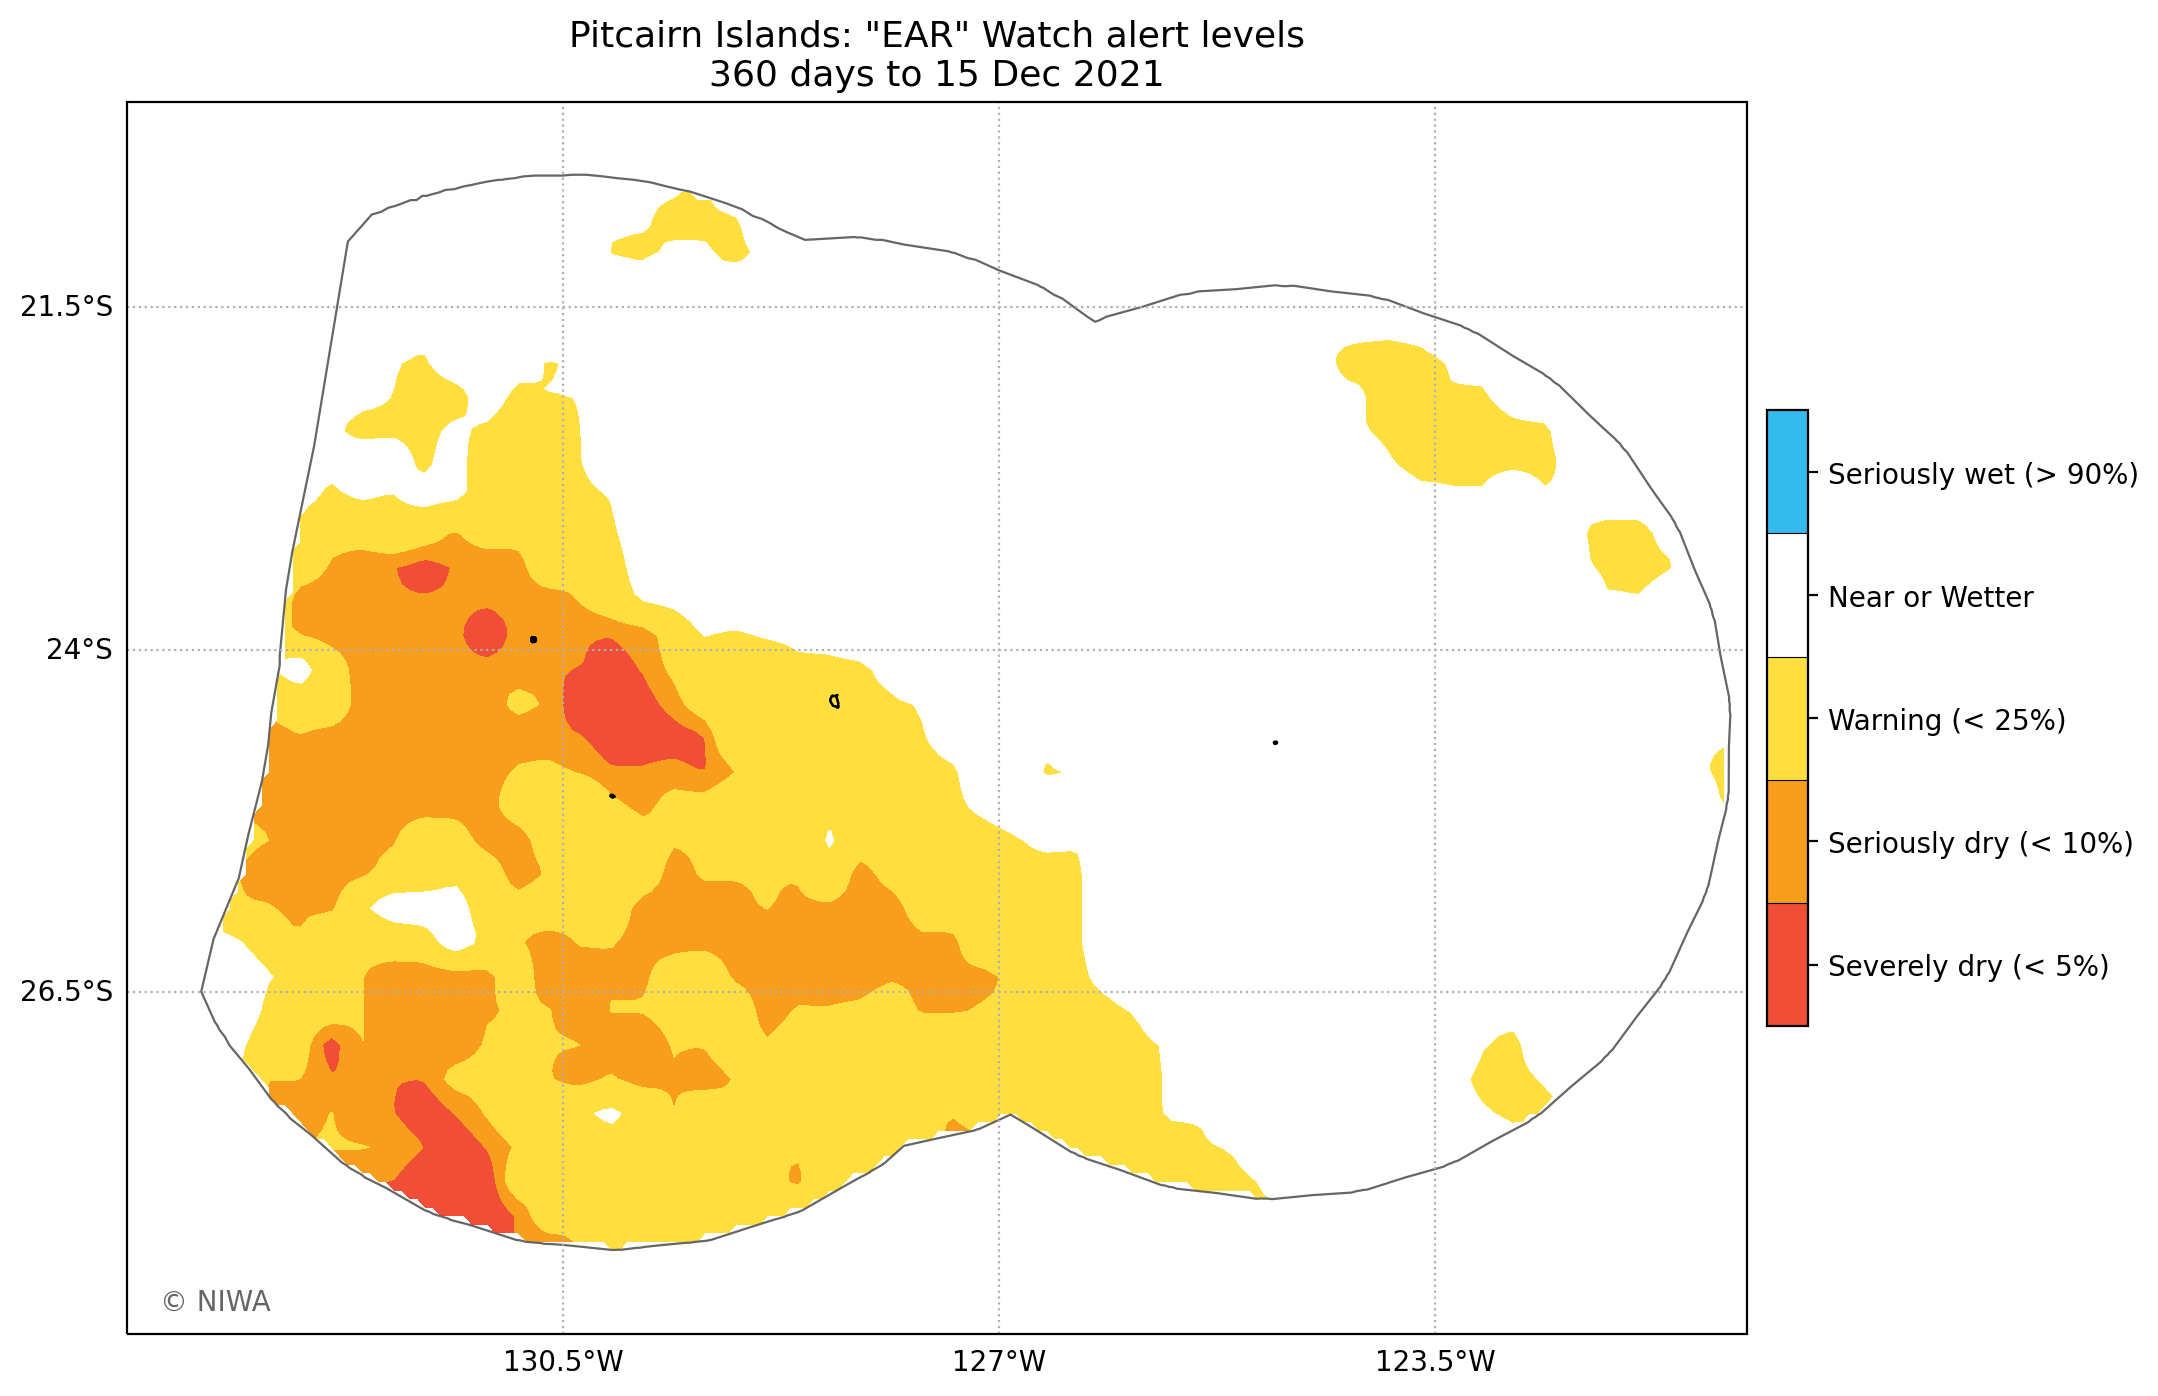 Pitcairn Islands: "EAR" Watch alert levels
360 days to 15 Dec 2021
21.5°S
24°S
26.5°S
130.5°W
127°W
123.5°W
Seriously wet (> 90%)
Near or Wetter
Warning (< 25%)
Seriously dry (< 10%)
Severely dry (< 5%)
© NIWA